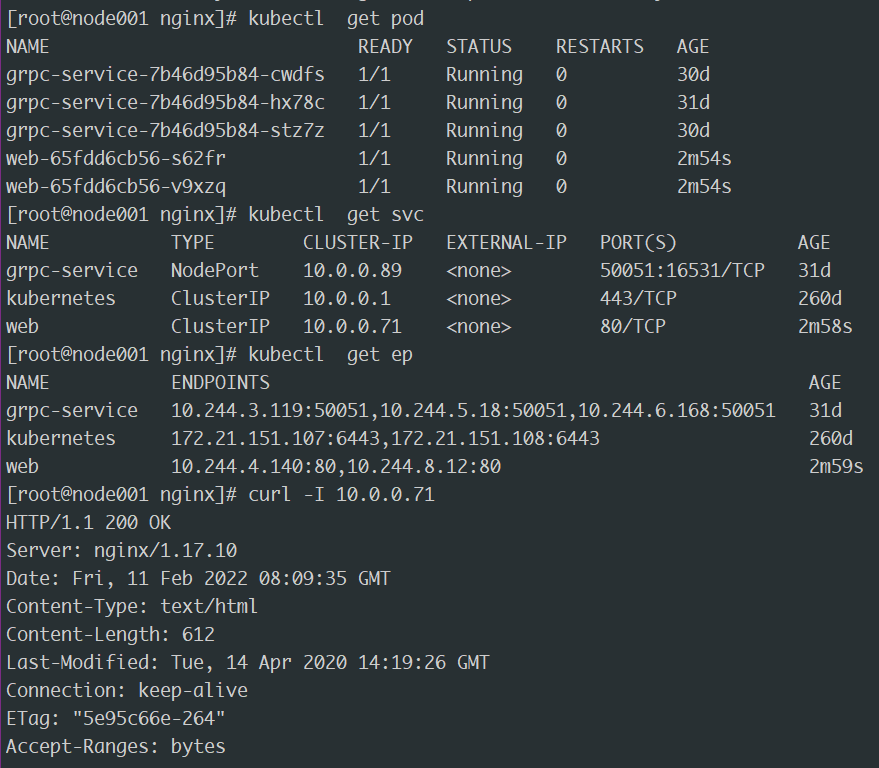 [root@node001 nginx]# kubectl  get pod
NAME                            READY   STATUS    RESTARTS   AGE
grpc-service-7b46d95b84-cwdfs   1/1     Running   0          30d
grpc-service-7b46d95b84-hx78c   1/1     Running   0          31d
grpc-service-7b46d95b84-stz7z   1/1     Running   0          30d
web-65fdd6cb56-s62fr            1/1     Running   0          2m54s
web-65fdd6cb56-v9xzq            1/1     Running   0          2m54s
[root@node001 nginx]# kubectl  get svc
NAME           TYPE        CLUSTER-IP   EXTERNAL-IP   PORT(S)           AGE
grpc-service   NodePort    10.0.0.89    <none>        50051:16531/TCP   31d
kubernetes     ClusterIP   10.0.0.1     <none>        443/TCP           260d
web            ClusterIP   10.0.0.71    <none>        80/TCP            2m58s
[root@node001 nginx]# kubectl  get ep
NAME           ENDPOINTS                                                  AGE
grpc-service   10.244.3.119:50051,10.244.5.18:50051,10.244.6.168:50051   31d
kubernetes     172.21.151.107:6443,172.21.151.108:6443                   260d
web            10.244.4.140:80,10.244.8.12:80                            2m59s
[root@node001 nginx]# curl -I 10.0.0.71
HTTP/1.1 200 OK
Server: nginx/1.17.10
Date: Fri, 11 Feb 2022 08:09:35 GMT
Content-Type: text/html
Content-Length: 612
Last-Modified: Tue, 14 Apr 2020 14:19:26 GMT
Connection: keep-alive
ETag: "5e95c66e-264"
Accept-Ranges: bytes